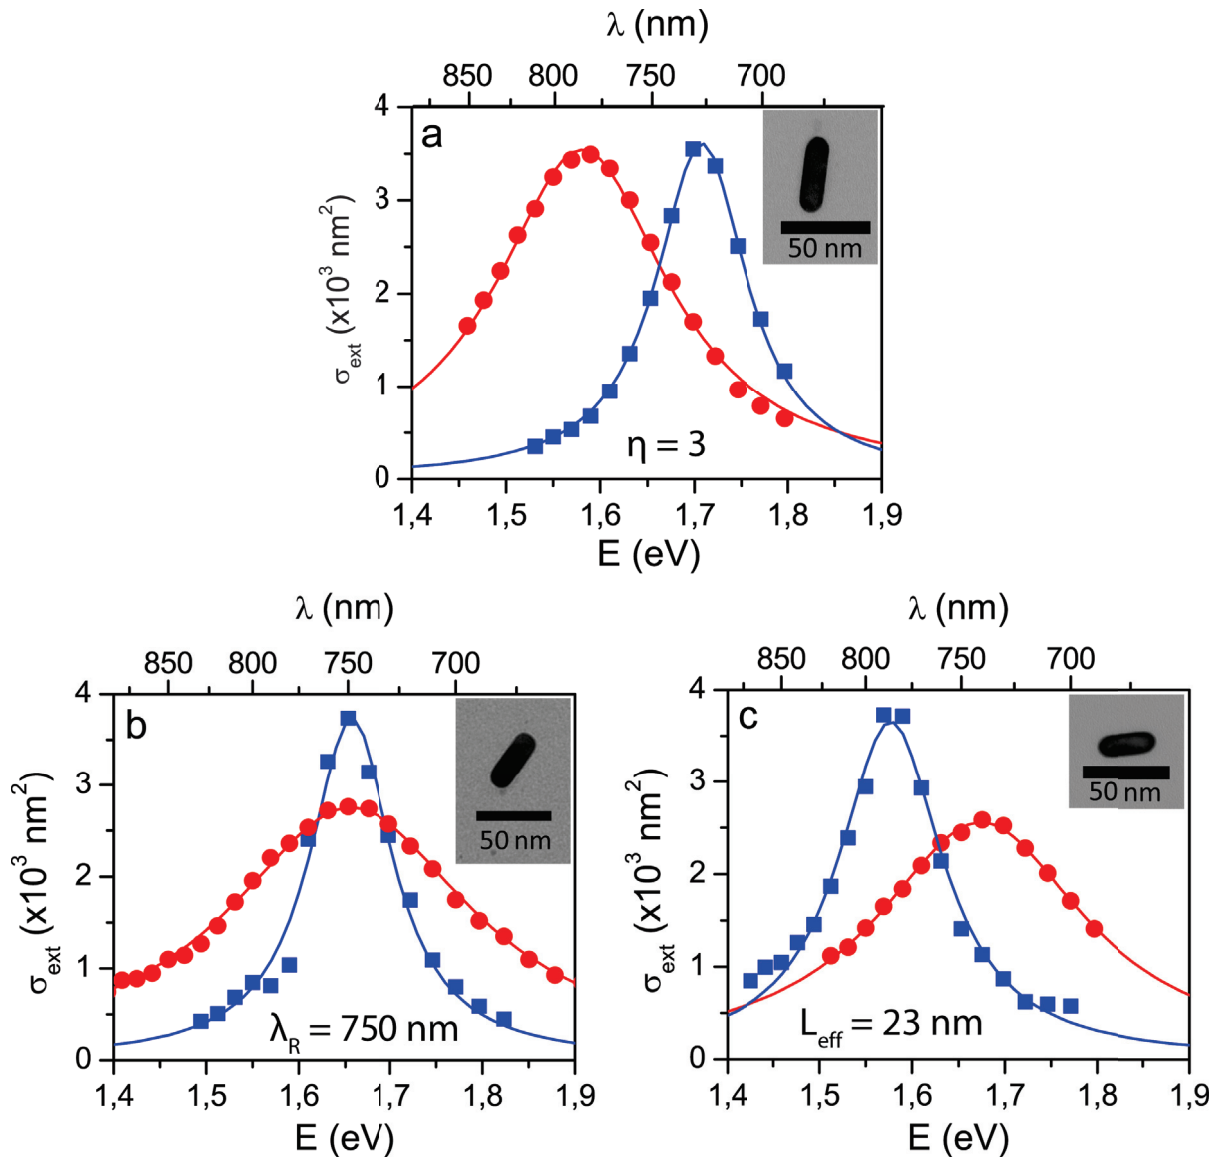 λ (nm)
850 800 750 700
4
3
2
1
0
σext (x10³ nm²)
a
50 nm
η = 3
1,4 1,5 1,6 1,7 1,8 1,9
E (eV)
λ (nm)
850 800 750 700
4
3
2
1
0
σext (x10³ nm²)
b
50 nm
λR = 750 nm
1,4 1,5 1,6 1,7 1,8 1,9
E (eV)
λ (nm)
850 800 750 700
4
3
2
1
0
σext (x10³ nm²)
c
50 nm
Leff = 23 nm
1,4 1,5 1,6 1,7 1,8 1,9
E (eV)